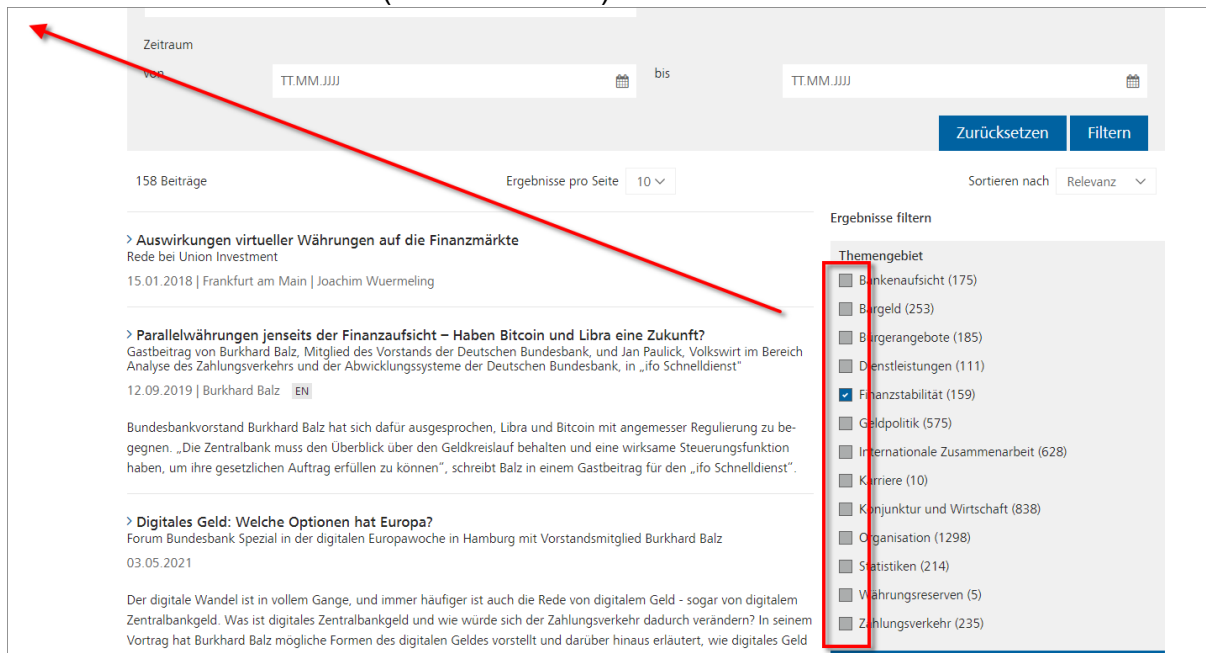 Zeitraum
von TT.MM.JJJJ bis TT.MM.JJJJ
Zurücksetzen Filtern
158 Beiträge Ergebnisse pro Seite 10 Sortieren nach Relevanz
Auswirkungen virtueller Währungen auf die Finanzmärkte
Rede bei Union Investment
15.01.2018 | Frankfurt am Main | Joachim Wuermeling
Parallelwährungen jenseits der Finanzaufsicht – Haben Bitcoin und Libra eine Zukunft?
Gastbeitrag von Burkhard Balz, Mitglied des Vorstands der Deutschen Bundesbank, und Jan Paulick, Volkswirt im Bereich
Analyse des Zahlungsverkehrs und der Abwicklungssysteme der Deutschen Bundesbank, in „ifo Schnelldienst"
12.09.2019 | Burkhard Balz EN
Bundesbankvorstand Burkhard Balz hat sich dafür ausgesprochen, Libra und Bitcoin mit angemesser Regulierung zu be-
gegnen. „Die Zentralbank muss den Überblick über den Geldkreislauf behalten und eine wirksame Steuerungsfunktion
haben, um ihre gesetzlichen Auftrag erfüllen zu können", schreibt Balz in einem Gastbeitrag für den „ifo Schnelldienst".
Digitales Geld: Welche Optionen hat Europa?
Forum Bundesbank Spezial in der digitalen Europawoche in Hamburg mit Vorstandsmitglied Burkhard Balz
03.05.2021
Der digitale Wandel ist in vollem Gange, und immer häufiger ist auch die Rede von digitalem Geld - sogar von digitalem
Zentralbankgeld. Was ist digitales Zentralbankgeld und wie würde sich der Zahlungsverkehr dadurch verändern? In seinem
Vortrag hat Burkhard Balz mögliche Formen des digitalen Geldes vorstellt und darüber hinaus erläutert, wie digitales Geld
Ergebnisse filtern
Themengebiet
Bankenaufsicht (175)
Bargeld (253)
Bürgerangebote (185)
Dienstleistungen (111)
Finanzstabilität (159)
Geldpolitik (575)
Internationale Zusammenarbeit (628)
Karriere (10)
Konjunktur und Wirtschaft (838)
Organisation (1298)
Statistiken (214)
Währungsreserven (5)
Zahlungsverkehr (235)